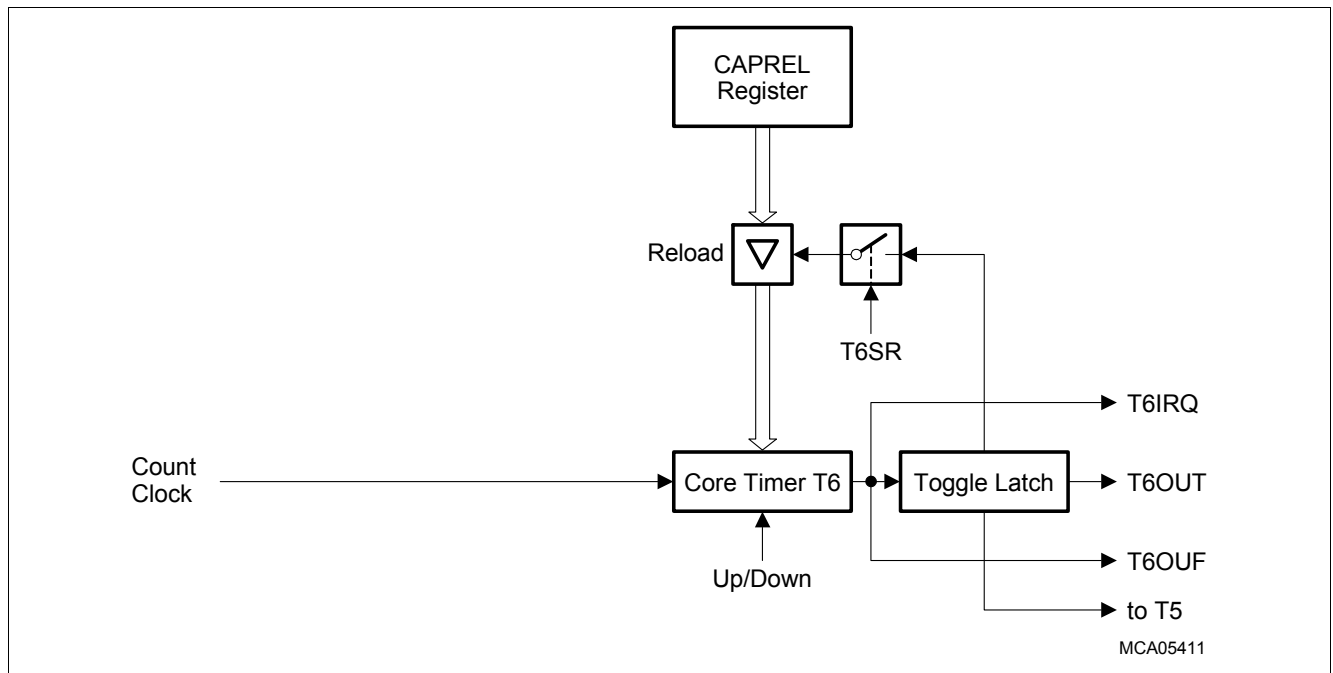 CAPREL
Register
Reload
T6SR
T6IRQ
Count
Clock
Core Timer T6
Toggle Latch
T6OUT
Up/Down
T6OUF
to T5
MCA05411